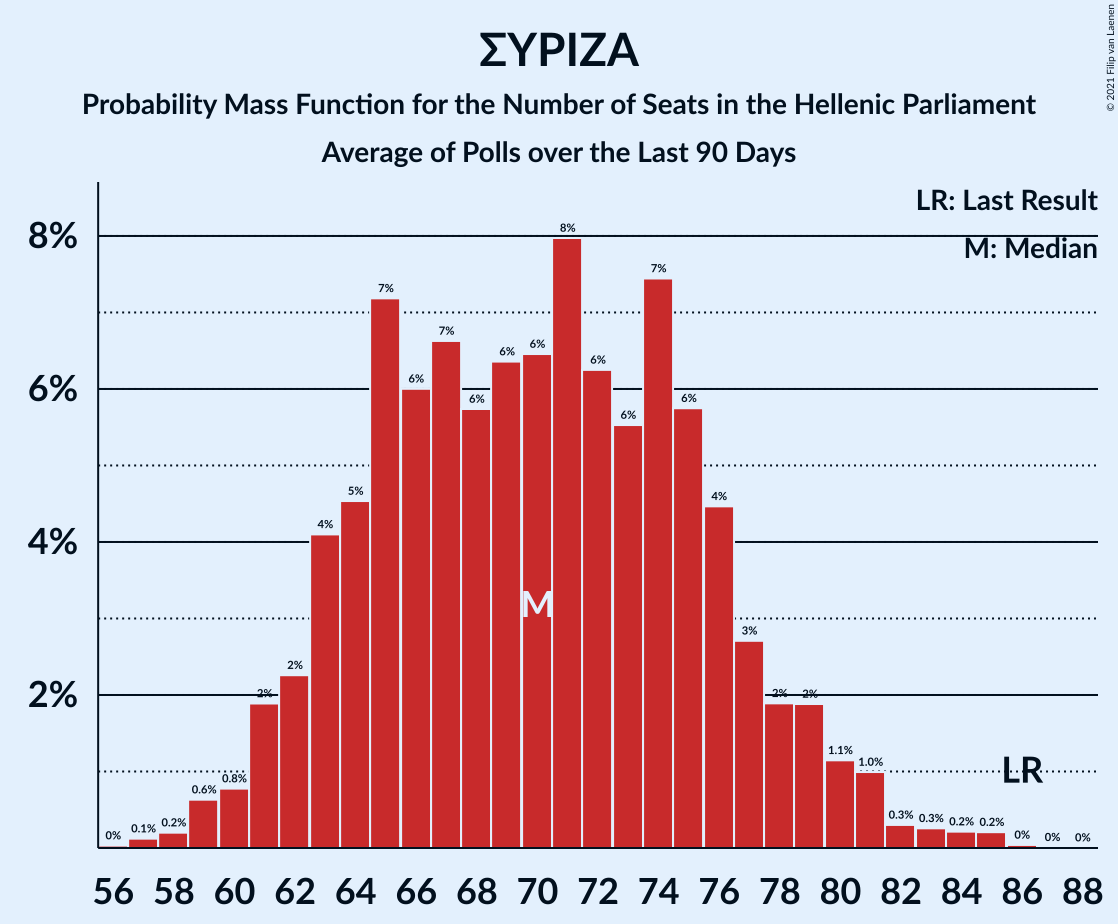 ΣΥΡΙΖΑ
Probability Mass Function for the Number of Seats in the Hellenic Parliament
Average of Polls over the Last 90 Days
© 2021 Filip van Laenen
LR: Last Result
M: Median
8%
6%
4%
2%
0% 0.1% 0.2% 0.6% 0.8% 2% 2% 4% 5% 7% 6% 7% 6% 6% 6% 8% 6% 6% 7% 6% 4% 3% 2% 2% 1.1% 1.0% 0.3% 0.3% 0.2% 0.2% 0% 0% 0%
M
LR
56 58 60 62 64 66 68 70 72 74 76 78 80 82 84 86 88